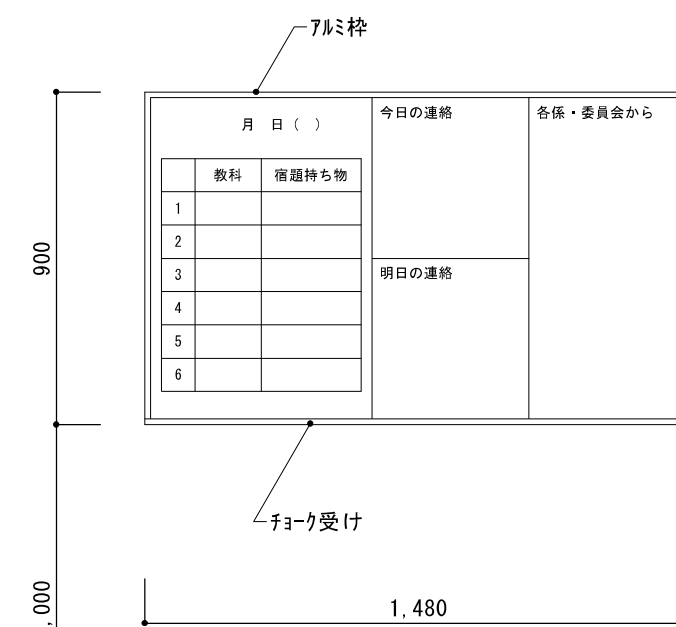 ｱﾙﾐ枠
月 日 ( )
今日の連絡
各係・委員会から
教科 宿題持ち物
1
2
3
4
5
6
明日の連絡
900
ﾁｮｰｸ受け
,000
1,480